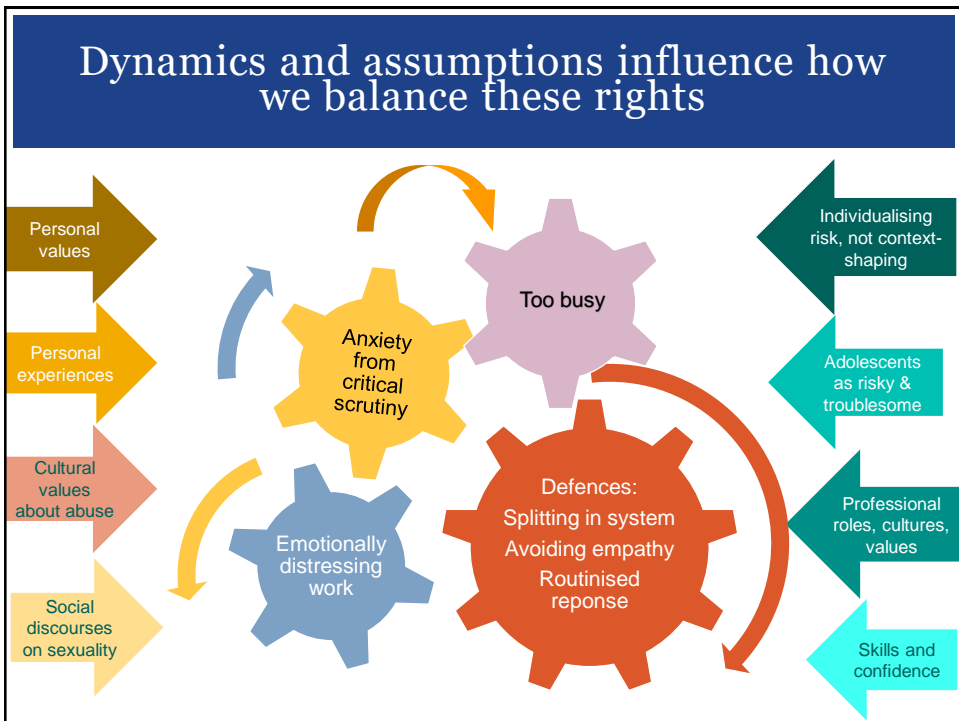 Dynamics and assumptions influence how
we balance these rights
Personal
values
Personal
experiences
Cultural
values
about abuse
Social
discourses
on sexuality
Anxiety
from
critical
scrutiny
Too busy
Emotionally
distressing
work
Defences:
Splitting in system
Avoiding empathy
Routinised
reponse
Individualising
risk, not context-
shaping
Adolescents
as risky &
troublesome
Professional
roles, cultures,
values
Skills and
confidence